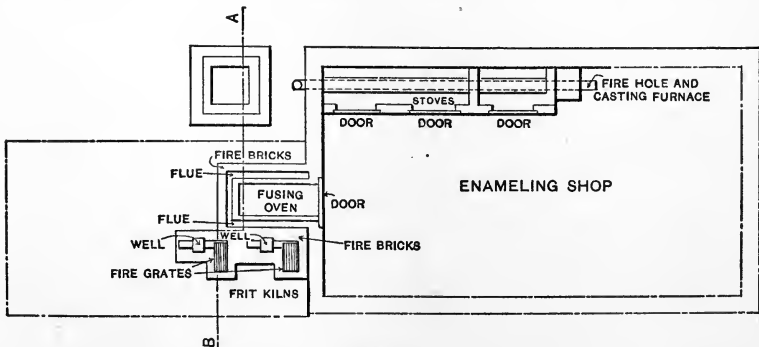 A
FIRE HOLE AND
CASTING FURNACE
STOVES
DOOR
DOOR
DOOR
FIRE BRICKS
FLUE
FUSING
OVEN
DOOR
ENAMELING SHOP
FLUE
WELL
WELL
FIRE BRICKS
FIRE GRATES
FRIT KILNS
B